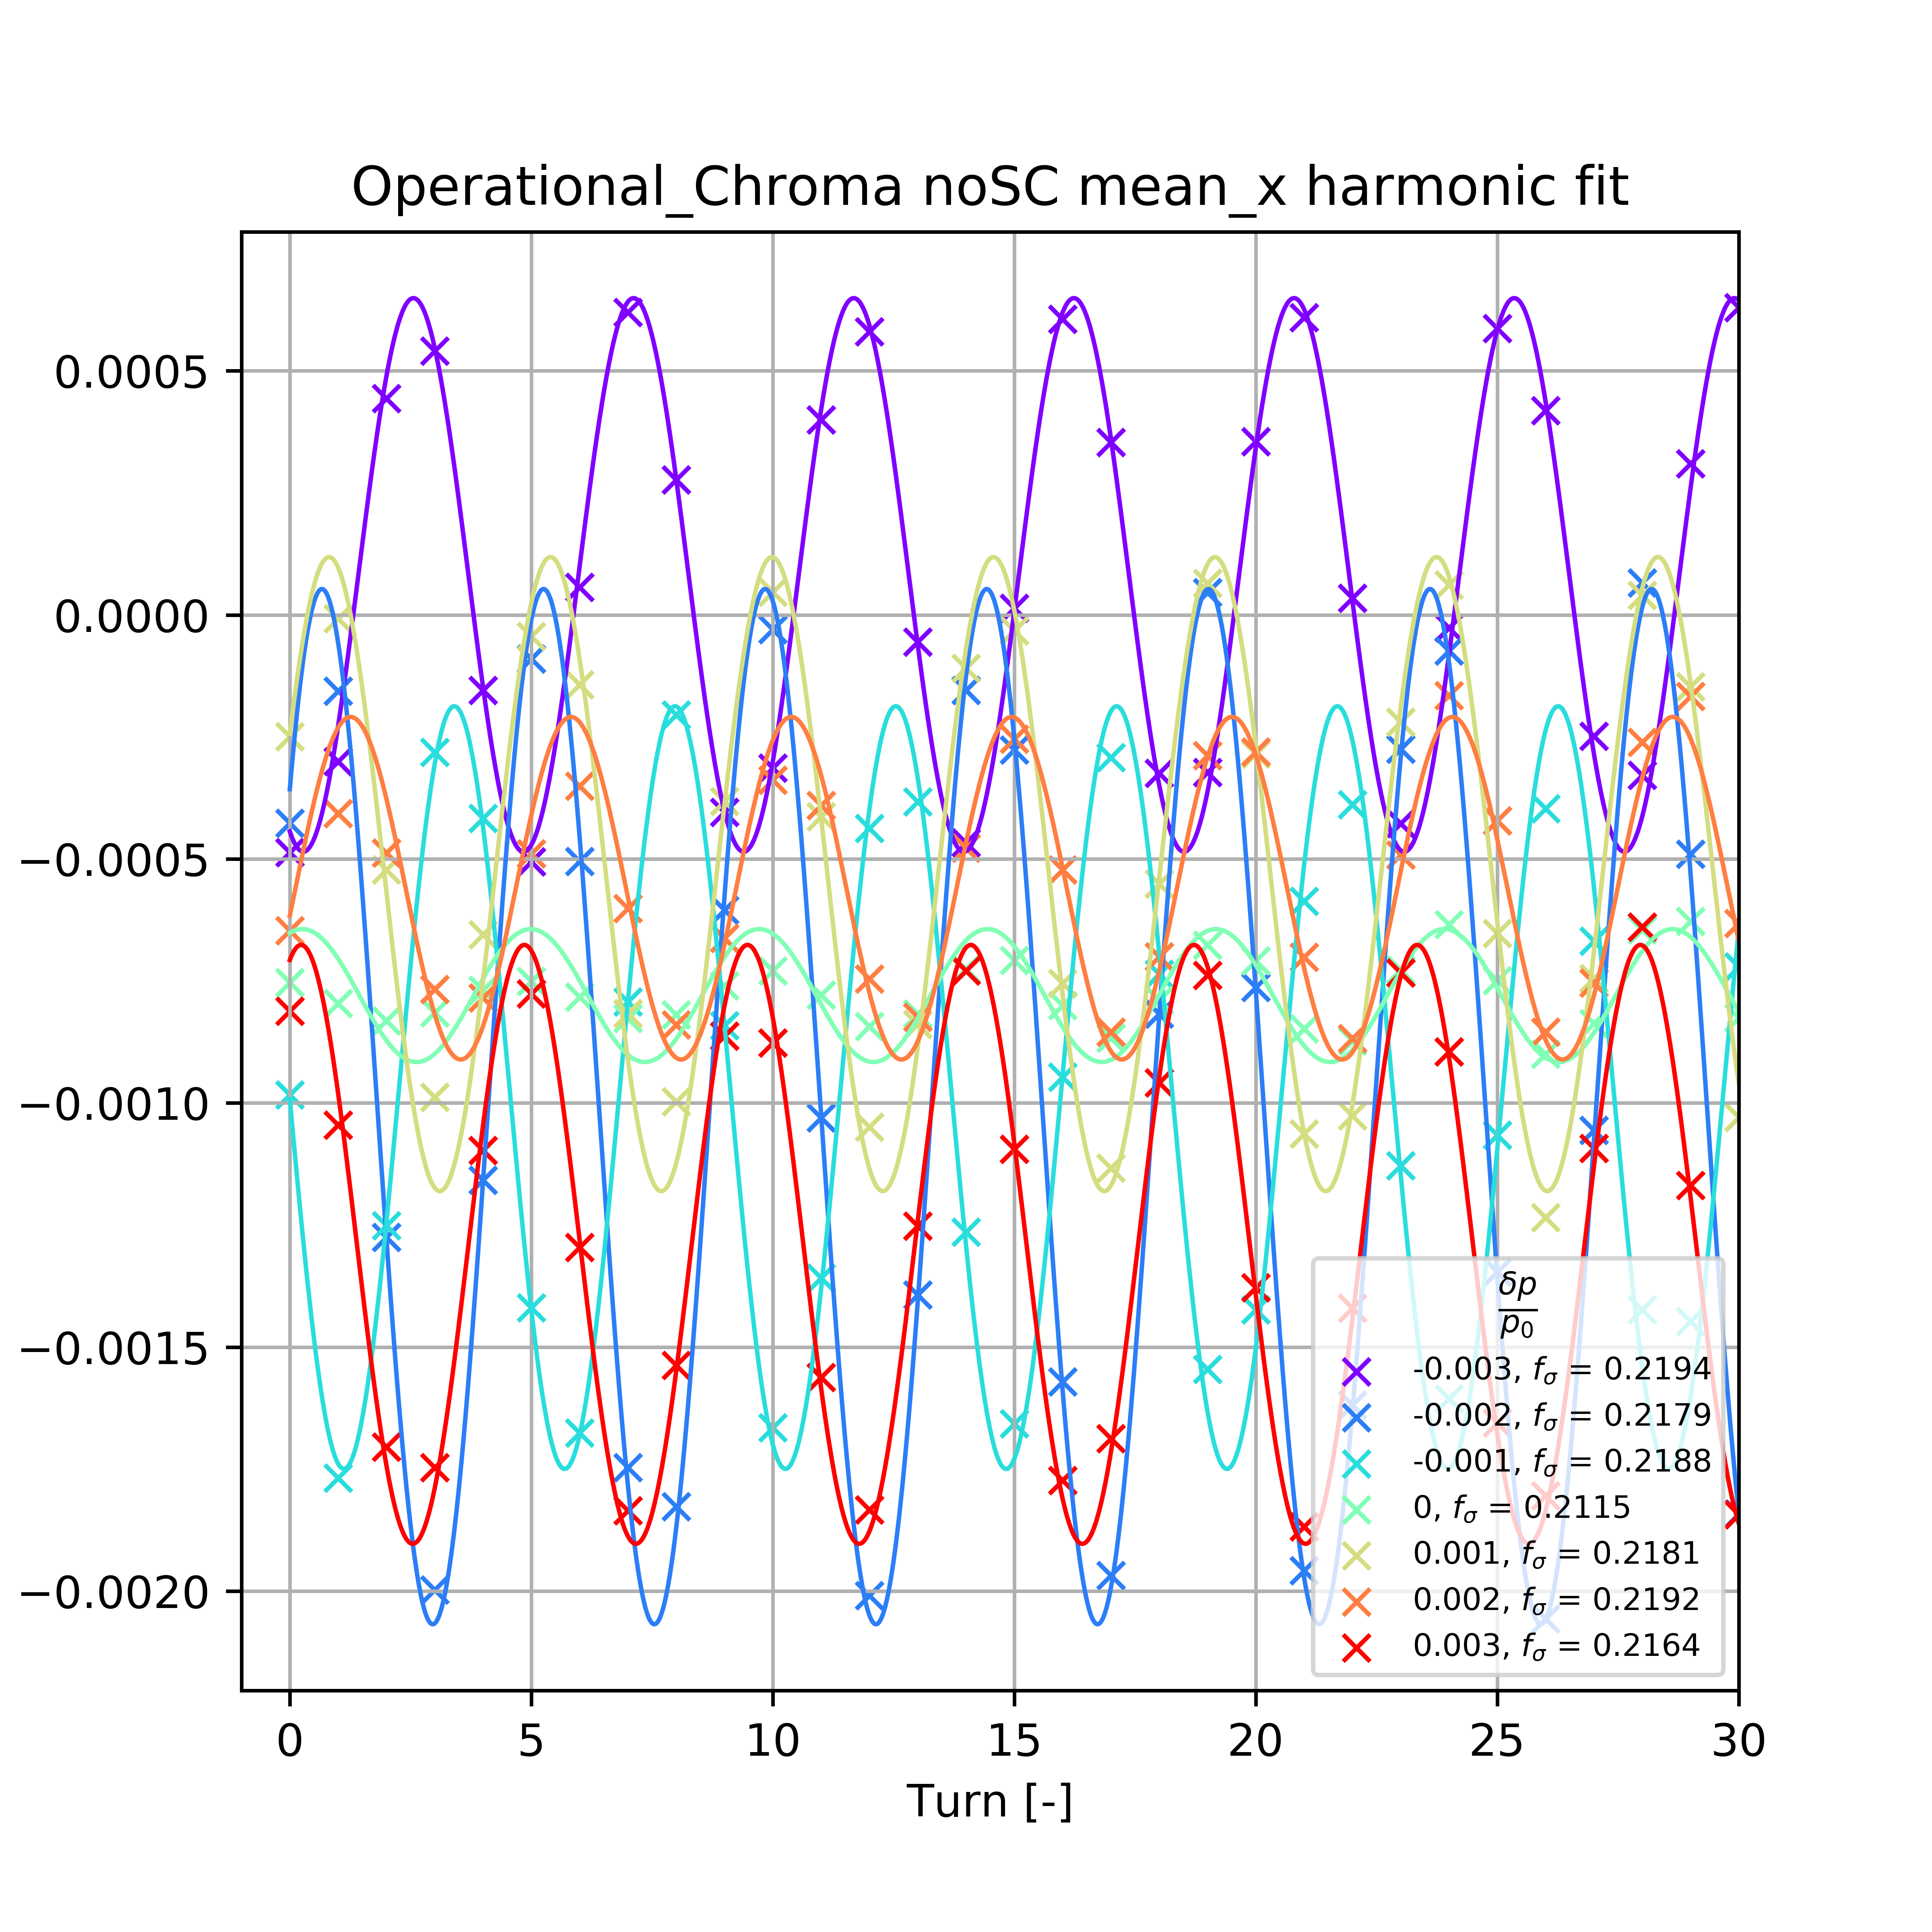 Operational_Chroma noSC mean_x harmonic fit
0.0005
0.0000
−0.0005
−0.0010
−0.0015
−0.0020
δp
p₀
-0.003, fσ = 0.2194
-0.002, fσ = 0.2179
-0.001, fσ = 0.2188
0, fσ = 0.2115
0.001, fσ = 0.2181
0.002, fσ = 0.2192
0.003, fσ = 0.2164
0 5 10 15 20 25 30
Turn [-]